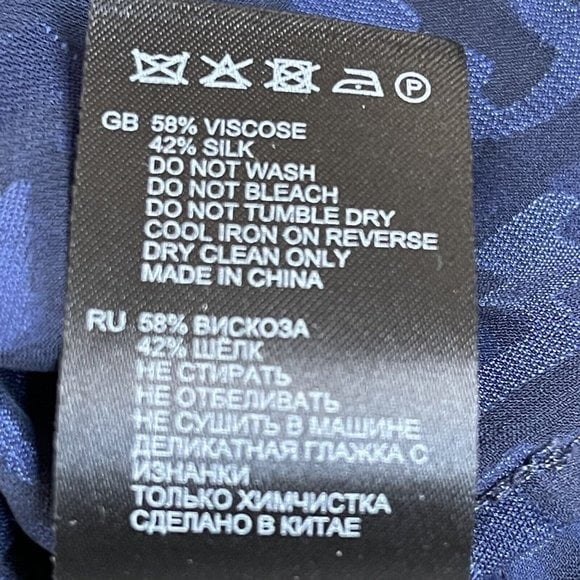 P
GB 58% VISCOSE
42% SILK
DO NOT WASH
DO NOT BLEACH
DO NOT TUMBLE DRY
COOL IRON ON REVERSE
DRY CLEAN ONLY
MADE IN CHINA
RU 58% ВИСКОЗА
42% ШЁЛК
НЕ СТИРАТЬ
НЕ ОТБЕЛИВАТЬ
НЕ СУШИТЬ В МАШИНЕ
ДЕЛИКАТНАЯ ГЛАЖКА С
ИЗНАНКИ
ТОЛЬКО ХИМЧИСТКА
СДЕЛАНО В КИТАЕ